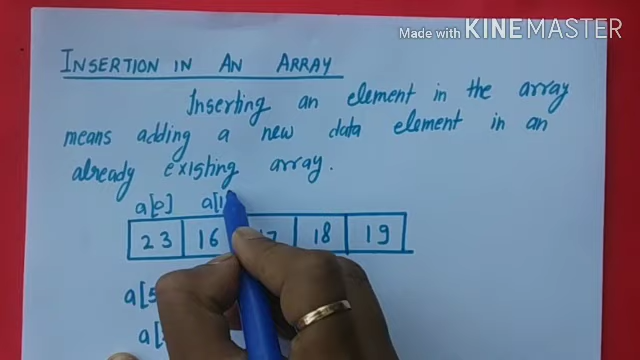 Made with KINEMASTER
INSERTION IN AN ARRAY
Inserting an element in the array
means adding a new data element in an
already existing array.
a[0] a[1
23 16 18 19
a[5
a[